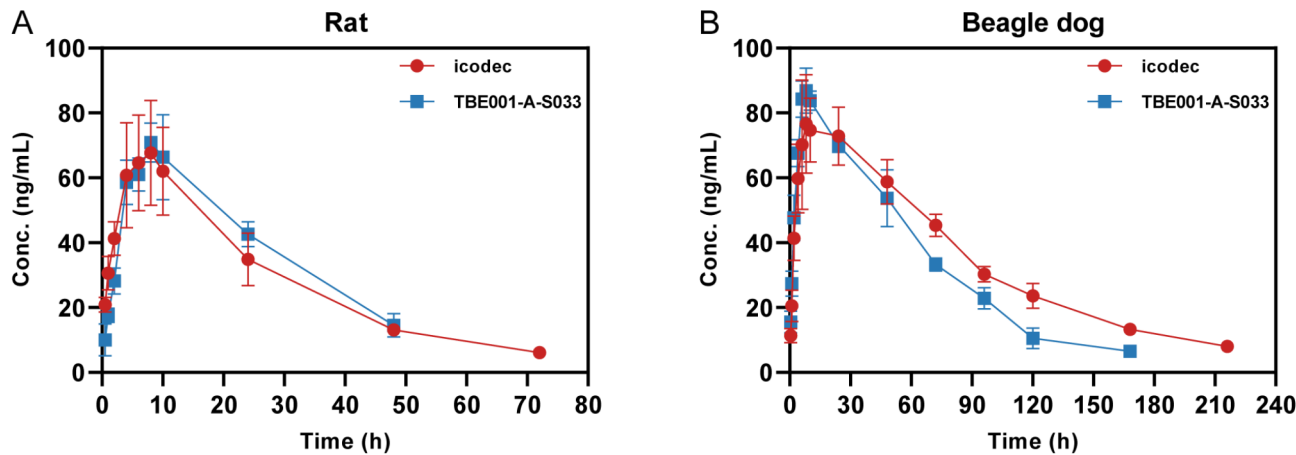 A
Rat
100
80
60
40
20
0
Conc. (ng/mL)
icodec
TBE001-A-S033
0 10 20 30 40 50 60 70 80
Time (h)
B
Beagle dog
100
80
60
40
20
0
Conc. (ng/mL)
icodec
TBE001-A-S033
0 30 60 90 120 150 180 210 240
Time (h)